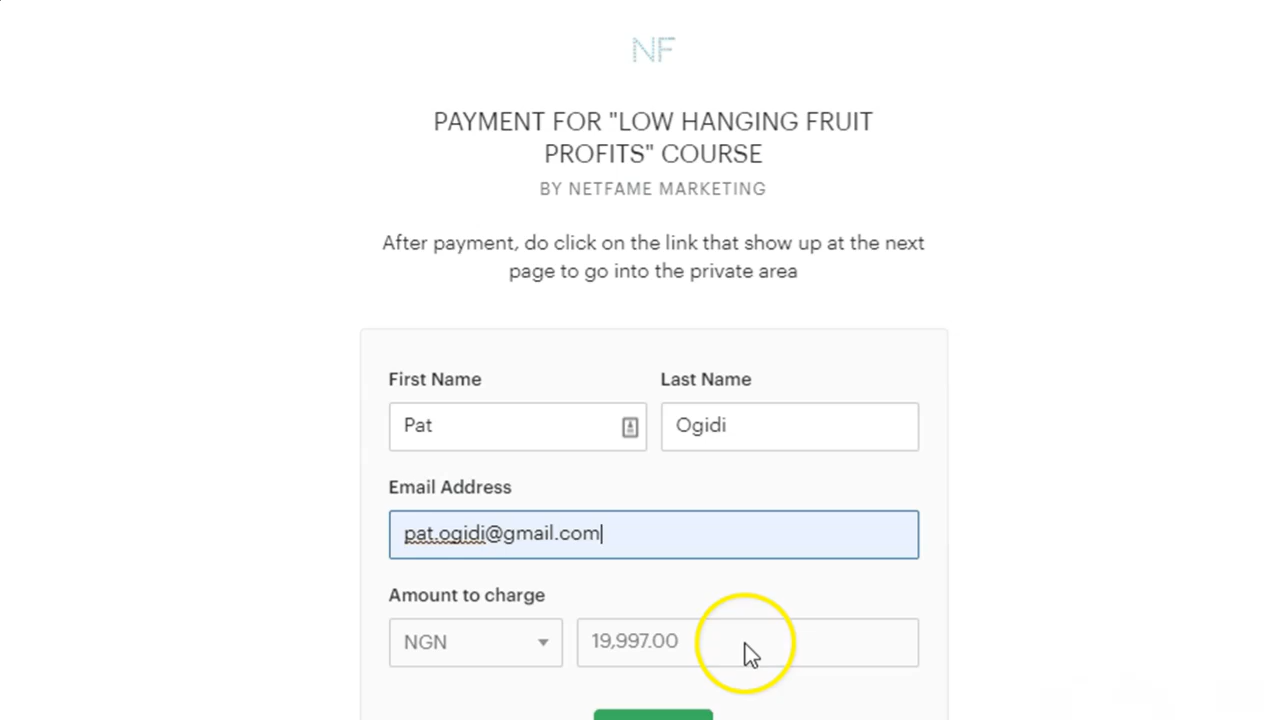 NF
PAYMENT FOR "LOW HANGING FRUIT
PROFITS" COURSE
BY NETFAME MARKETING
After payment, do click on the link that show up at the next
page to go into the private area
First Name
Last Name
Pat
Ogidi
Email Address
pat.ogidi@gmail.com
Amount to charge
NGN
19,997.00